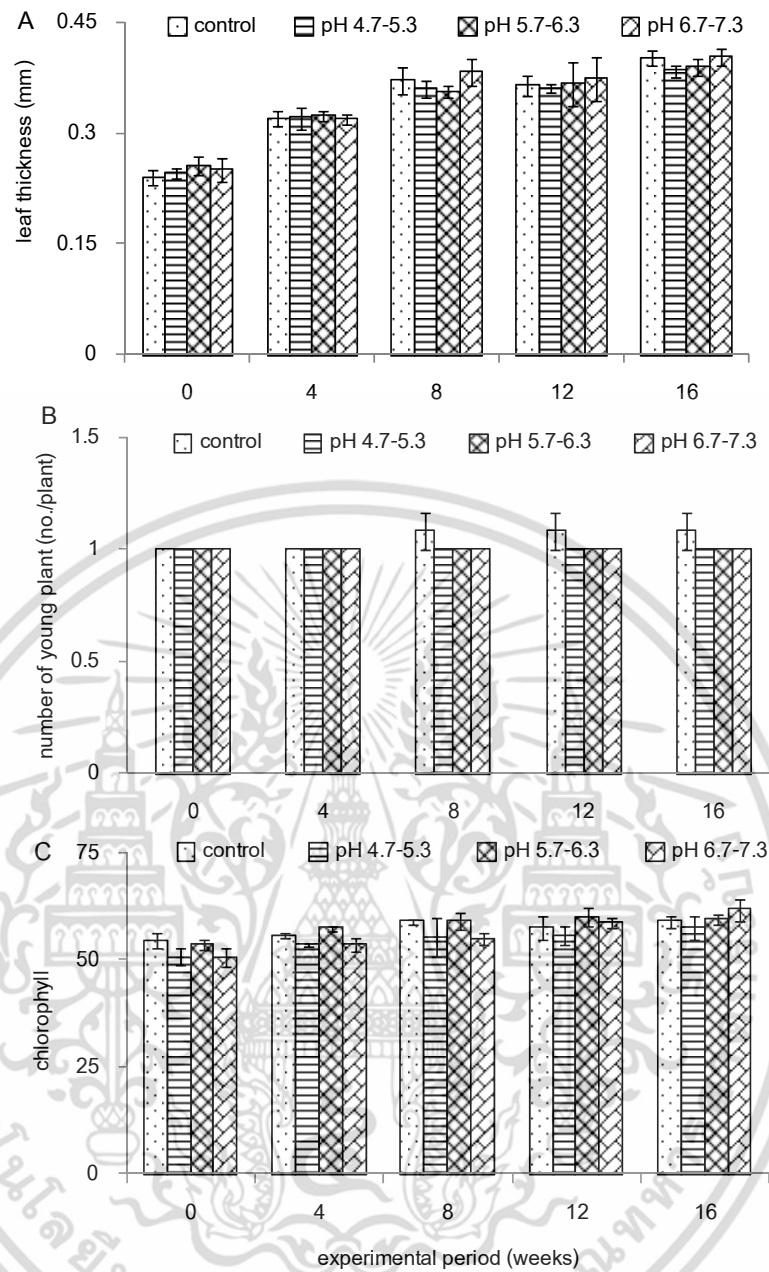 A
control pH 4.7-5.3 pH 5.7-6.3 pH 6.7-7.3
leaf thickness (mm)
0.45
0.3
0.15
0
0 4 8 12 16
B
control pH 4.7-5.3 pH 5.7-6.3 pH 6.7-7.3
number of young plant (no./plant)
1.5
1
0.5
0
0 4 8 12 16
C
control pH 4.7-5.3 pH 5.7-6.3 pH 6.7-7.3
chlorophyll
75
50
25
0
0 4 8 12 16
experimental period (weeks)